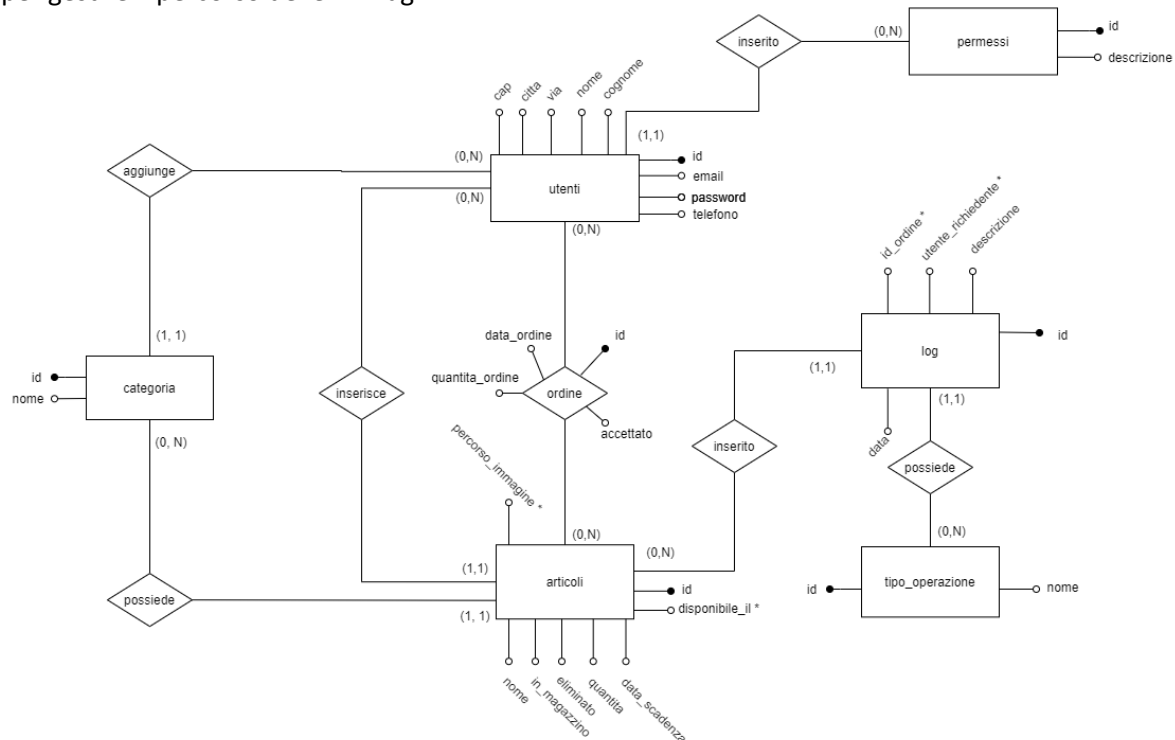 inserito
(0,N)
permessi
id
descrizione
cap
citta
via
nome
cognome
(1,1)
aggiunge
(0,N)
(0,N)
utenti
id
email
password
telefono
(0,N)
id_ordine *
utente_richiedente *
descrizione
log
id
(1,1)
(1,1)
data
(1, 1)
id
nome
categoria
(0, N)
inserisce
data_ordine
id
quantita_ordine
ordine
accettato
inserito
possiede
percorso_immagine *
(0,N)
(0,N)
(0,N)
(1,1)
articoli
id
disponibile_il *
id
tipo_operazione
nome
possiede
(1, 1)
nome
in_magazzino
eliminato
quantita
data_scadenza